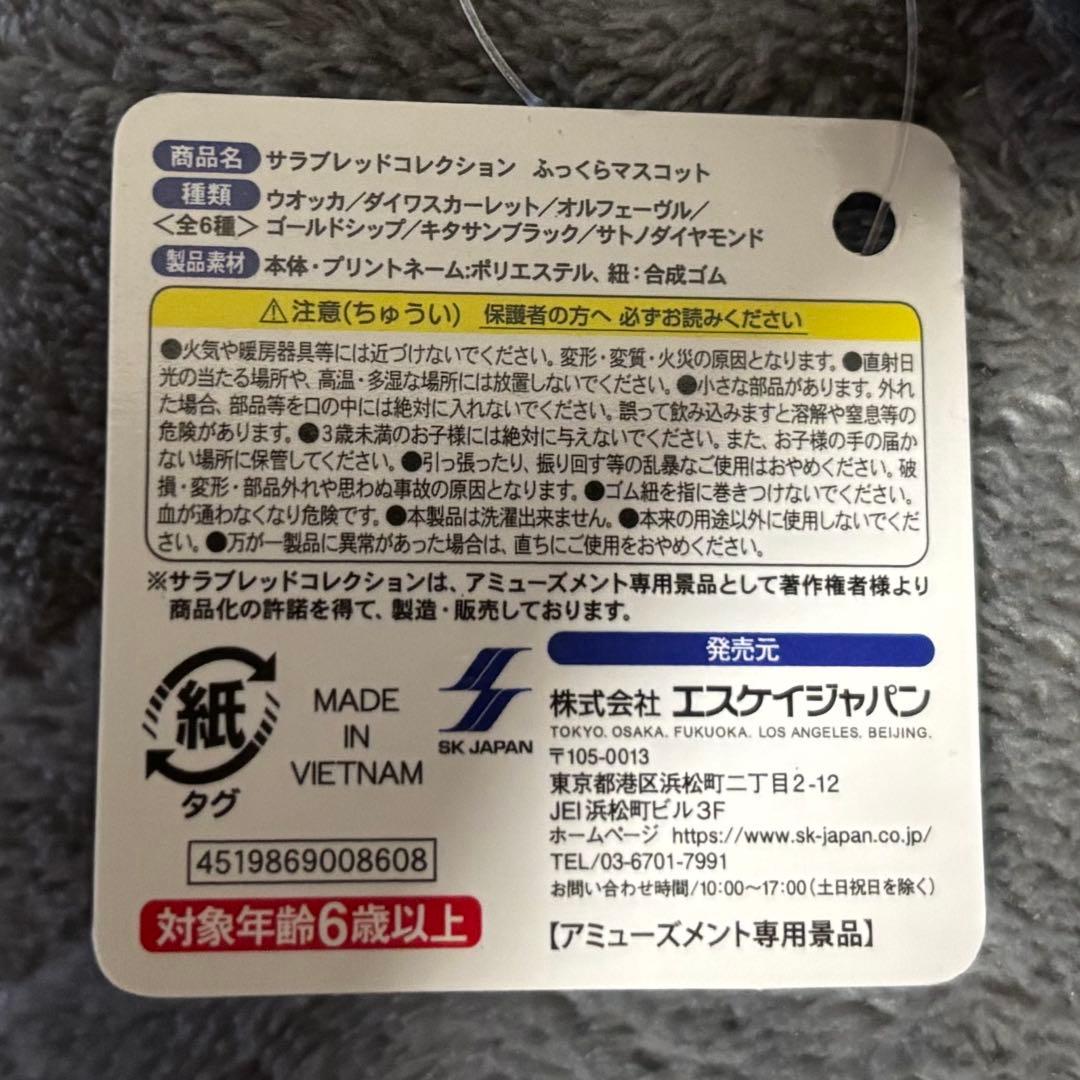 商品名 サラブレッドコレクション ふっくらマスコット
種類 ウオッカ／ダイワスカーレット／オルフェーヴル／
＜全6種＞ ゴールドシップ／キタサンブラック／サトノダイヤモンド
製品素材 本体・プリントネーム:ポリエステル、紐：合成ゴム
⚠注意(ちゅうい) 保護者の方へ 必ずお読みください
●火気や暖房器具等には近づけないでください。変形・変質・火災の原因となります。●直射日
光の当たる場所や、高温・多湿な場所には放置しないでください。●小さな部品があります。外れ
た場合、部品等を口の中には絶対に入れないでください。誤って飲み込みますと溶解や窒息等の
危険があります。●3歳未満のお子様には絶対に与えないでください。また、お子様の手の届か
ない場所に保管してください。●引っ張ったり、振り回す等の乱暴なご使用はおやめください。破
損・変形・部品外れや思わぬ事故の原因となります。●ゴム紐を指に巻きつけないでください。
血が通わなくなり危険です。●本製品は洗濯出来ません。●本来の用途以外に使用しないでくだ
さい。●万が一製品に異常があった場合は、直ちにご使用をおやめください。
※サラブレッドコレクションは、アミューズメント専用景品として著作権者様より
商品化の許諾を得て、製造・販売しております。
紙
タグ
MADE
IN
VIETNAM
SK JAPAN
4519869008608
対象年齢6歳以上
発売元
株式会社 エスケイジャパン
TOKYO. OSAKA. FUKUOKA. LOS ANGELES. BEIJING.
〒105-0013
東京都港区浜松町二丁目2-12
JEI浜松町ビル3F
ホームページ https://www.sk-japan.co.jp/
TEL/03-6701-7991
お問い合わせ時間/10:00〜17:00（土日祝日を除く）
【アミューズメント専用景品】